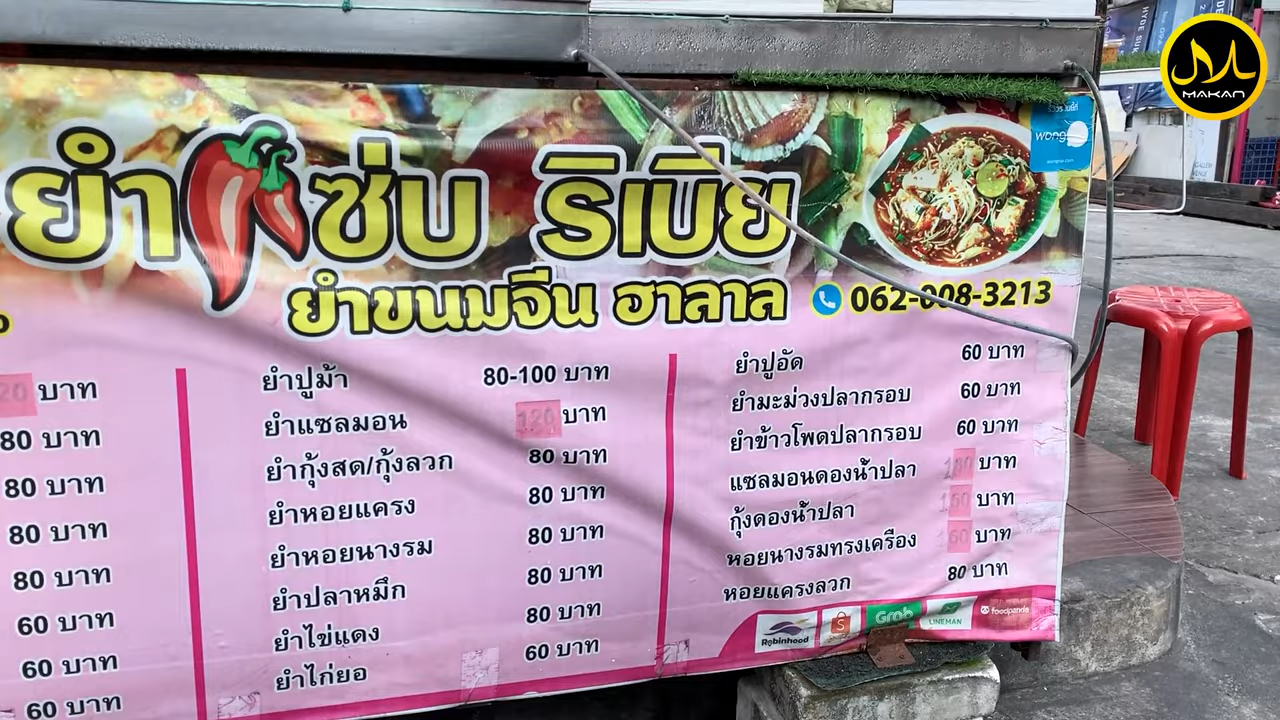 MAKAN
wongnai
ยำแซ่บ ริเบีย
ยำขนมจีน ฮาลาล
062-008-3213
บาท
80 บาท
80 บาท
80 บาท
80 บาท
60 บาท
60 บาท
60 บาท
ยำปูม้า 80-100 บาท
ยำแซลมอน 120 บาท
ยำกุ้งสด/กุ้งลวก 80 บาท
ยำหอยแครง 80 บาท
ยำหอยนางรม 80 บาท
ยำปลาหมึก 80 บาท
ยำไข่แดง 80 บาท
ยำไก่ยอ 60 บาท
ยำปูอัด 60 บาท
ยำมะม่วงปลากรอบ 60 บาท
ยำข้าวโพดปลากรอบ 60 บาท
แซลมอนดองน้ำปลา บาท
กุ้งดองน้ำปลา บาท
หอยนางรมทรงเครื่อง บาท
หอยแครงลวก 80 บาท
Robinhood
Grab
LINEMAN
foodpanda